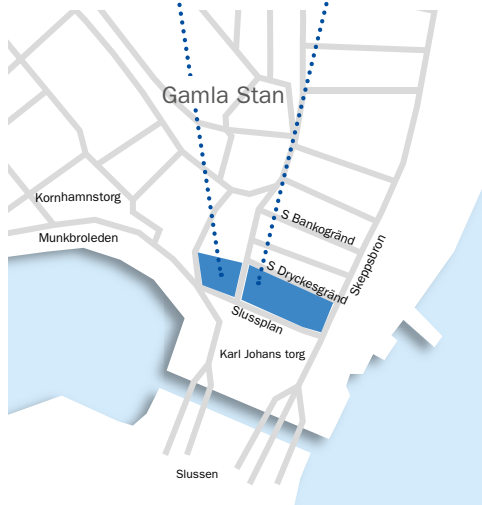 Gamla Stan
Kornhamnstorg
S Bankogränd
Munkbroleden
Skeppsbron
S Dryckesgränd
Slussplan
Karl Johans torg
Slussen